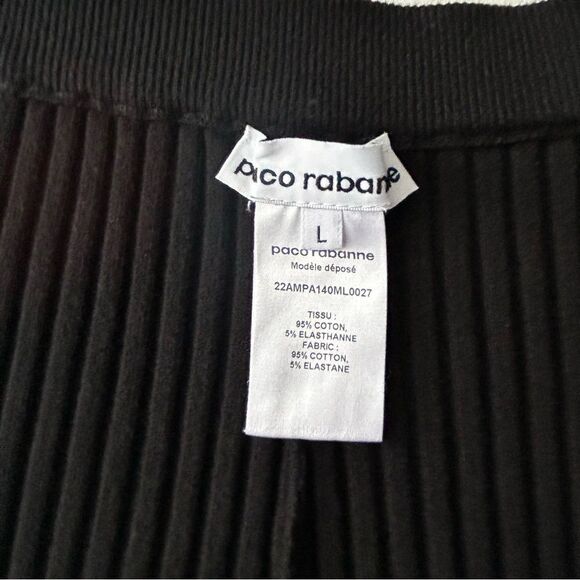 paco rabanne
L
paco rabanne
Modèle déposé
22AMPA140ML0027
TISSU :
95% COTON,
5% ELASTHANNE
FABRIC :
95% COTTON,
5% ELASTANE